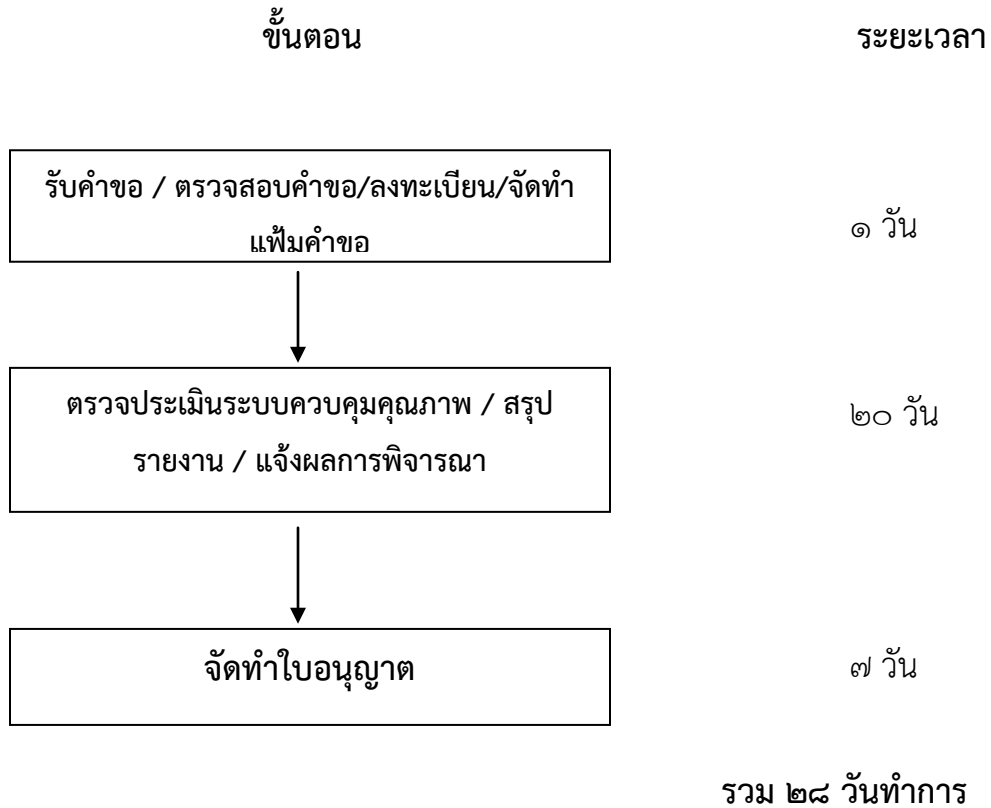 ขั้นตอน ระยะเวลา
รับคำขอ / ตรวจสอบคำขอ/ลงทะเบียน/จัดทำ
แฟ้มคำขอ
๑ วัน
ตรวจประเมินระบบควบคุมคุณภาพ / สรุป
รายงาน / แจ้งผลการพิจารณา
๒๐ วัน
จัดทำใบอนุญาต
๗ วัน
รวม ๒๘ วันทำการ